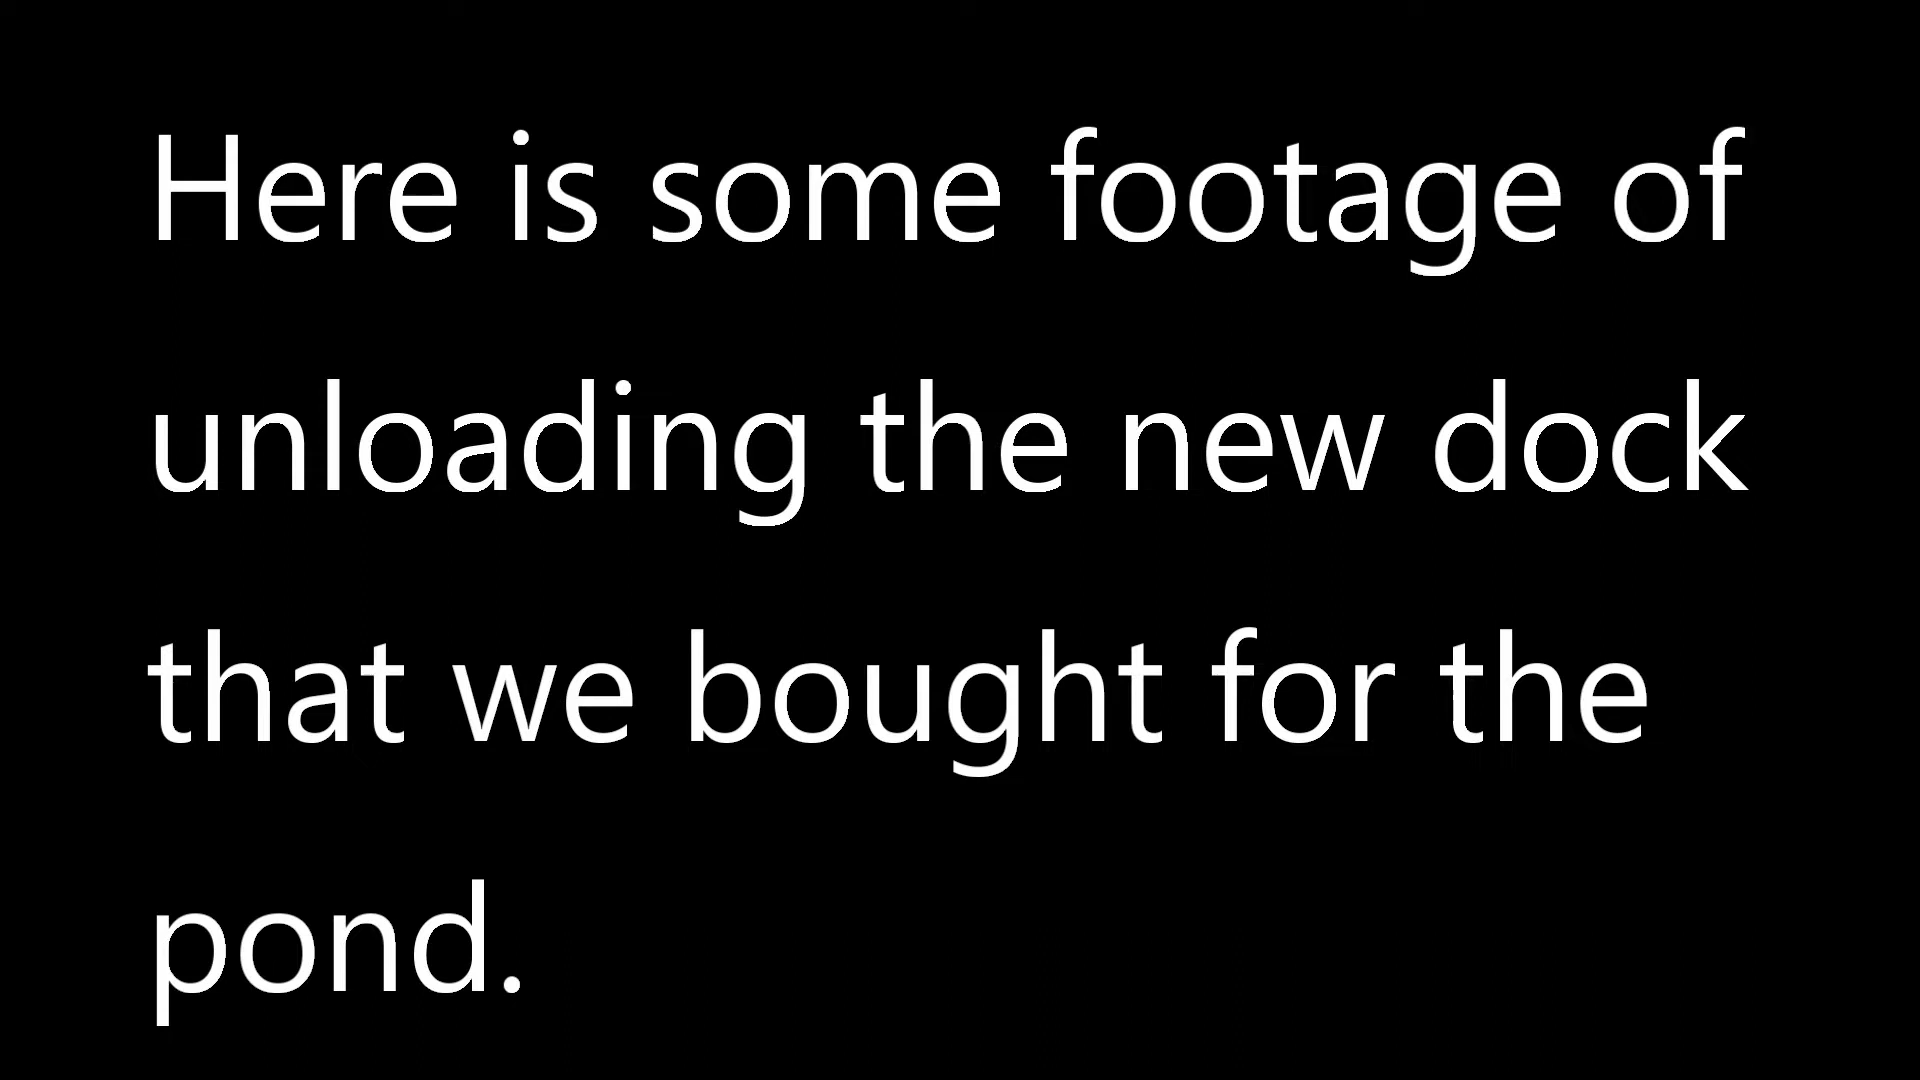 Here is some footage of
unloading the new dock
that we bought for the
pond.